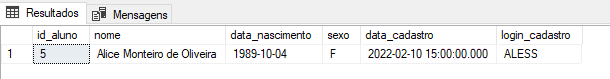 Resultados Mensagens
id_aluno nome data_nascimento sexo data_cadastro login_cadastro
1 5 Alice Monteiro de Oliveira 1989-10-04 F 2022-02-10 15:00:00.000 ALESS